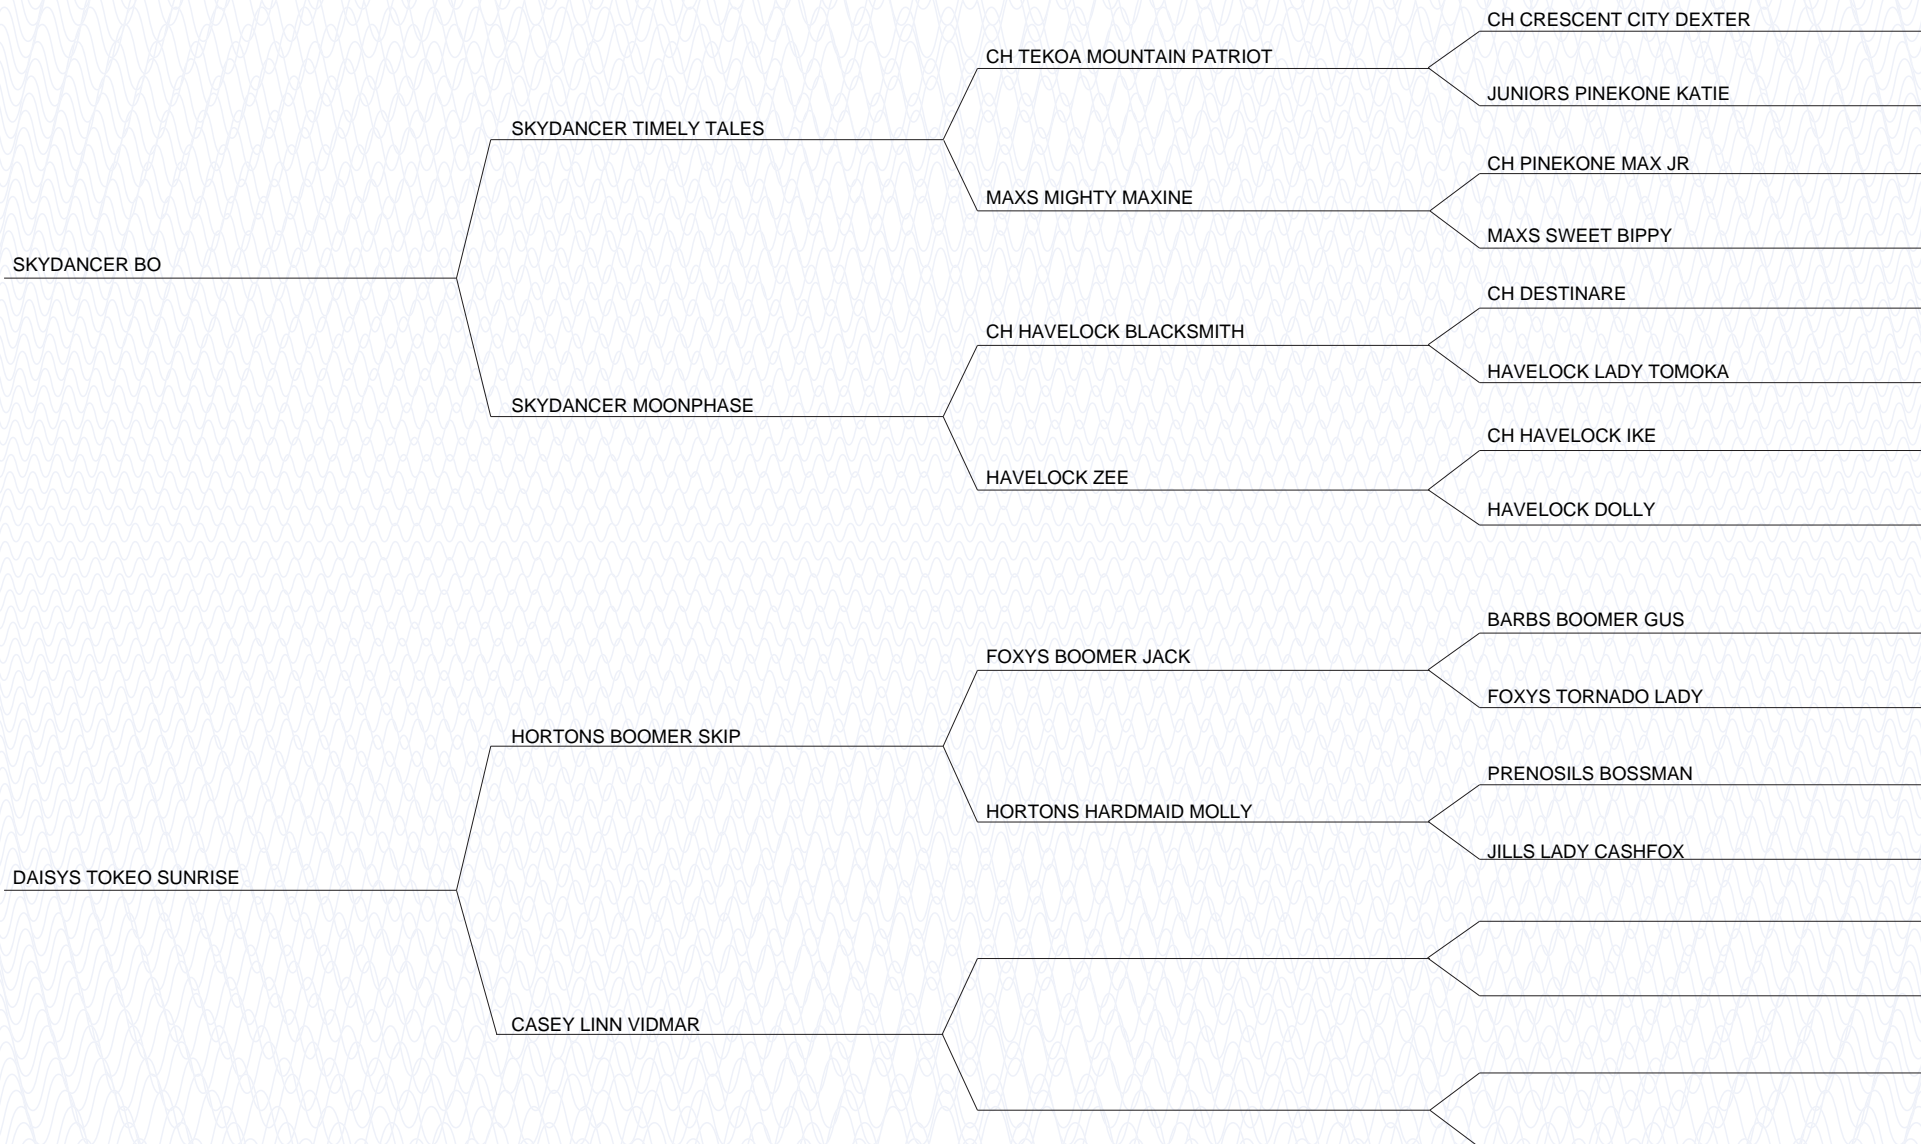 CH CRESCENT CITY DEXTER
CH TEKOA MOUNTAIN PATRIOT
JUNIORS PINEKONE KATIE
SKYDANCER TIMELY TALES
CH PINEKONE MAX JR
MAXS MIGHTY MAXINE
MAXS SWEET BIPPY
SKYDANCER BO
CH DESTINARE
CH HAVELOCK BLACKSMITH
HAVELOCK LADY TOMOKA
SKYDANCER MOONPHASE
CH HAVELOCK IKE
HAVELOCK ZEE
HAVELOCK DOLLY
BARBS BOOMER GUS
FOXYS BOOMER JACK
FOXYS TORNADO LADY
HORTONS BOOMER SKIP
PRENOSILS BOSSMAN
HORTONS HARDMAID MOLLY
JILLS LADY CASHFOX
DAISYS TOKEO SUNRISE
CASEY LINN VIDMAR